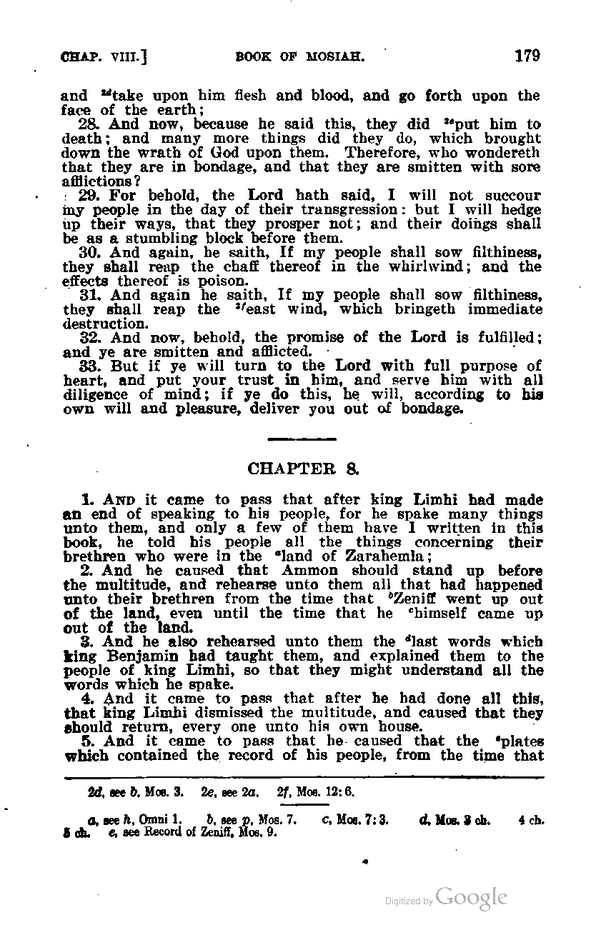 CHAP. VIII.] BOOK OF MOSIAH. 179
and 2dtake upon him flesh and blood, and go forth upon the
face of the earth;
28. And now, because he said this, they did 2eput him to
death; and many more things did they do, which brought
down the wrath of God upon them. Therefore, who wondereth
that they are in bondage, and that they are smitten with sore
afflictions?
29. For behold, the Lord hath said, I will not succour
my people in the day of their transgression: but I will hedge
up their ways, that they prosper not; and their doings shall
be as a stumbling block before them.
30. And again, he saith, If my people shall sow filthiness,
they shall reap the chaff thereof in the whirlwind; and the
effects thereof is poison.
31. And again he saith, If my people shall sow filthiness,
they shall reap the 2feast wind, which bringeth immediate
destruction.
32. And now, behold, the promise of the Lord is fulfilled;
and ye are smitten and afflicted.
33. But if ye will turn to the Lord with full purpose of
heart, and put your trust in him, and serve him with all
diligence of mind; if ye do this, he will, according to his
own will and pleasure, deliver you out of bondage.
CHAPTER 8.
1. AND it came to pass that after king Limhi had made
an end of speaking to his people, for he spake many things
unto them, and only a few of them have I written in this
book, he told his people all the things concerning their
brethren who were in the aland of Zarahemla;
2. And he caused that Ammon should stand up before
the multitude, and rehearse unto them all that had happened
unto their brethren from the time that bZeniff went up out
of the land, even until the time that he chimself came up
out of the land.
3. And he also rehearsed unto them the dlast words which
king Benjamin had taught them, and explained them to the
people of king Limhi, so that they might understand all the
words which he spake.
4. And it came to pass that after he had done all this,
that king Limhi dismissed the multitude, and caused that they
should return, every one unto his own house.
5. And it came to pass that he caused that the eplates
which contained the record of his people, from the time that
2d, see b, Mos. 3. 2e, see 2a. 2f, Mos. 12:6.
a, see h, Omni 1. b, see p, Mos. 7. c, Mos. 7:3. d, Mos. 3 ch. 4 ch.
5 ch. e, see Record of Zeniff, Mos. 9.
Digitized by Google